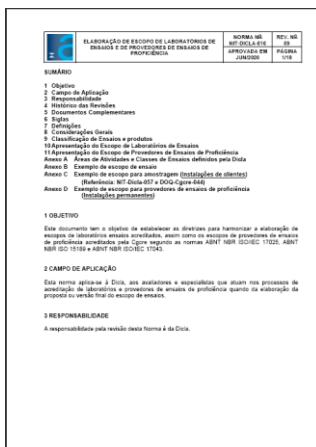 ELABORAÇÃO DE ESCOPO DE LABORATÓRIOS DE
ENSAIOS E DE PROVEDORES DE ENSAIOS DE
PROFICIÊNCIA
NORMA Nº
NIT-DICLA-016
REV. Nº
09
APROVADA EM
JUN/2020
PÁGINA
1/18
SUMÁRIO
1 Objetivo
2 Campo de Aplicação
3 Responsabilidade
4 Histórico das Revisões
5 Documentos Complementares
6 Siglas
7 Definições
8 Considerações Gerais
9 Classificação de Ensaios e produtos
10 Apresentação do Escopo de Laboratórios de Ensaios
11 Apresentação do Escopo de Provedores de Ensaios de Proficiência
Anexo A Áreas de Atividades e Classes de Ensaios definidos pela Dicla
Anexo B Exemplo de escopo de ensaio
Anexo C Exemplo de escopo para amostragem (Instalações de clientes)
(Referência: NIT-Dicla-057 e DOQ-Cgcre-044)
Anexo D Exemplo de escopo para provedores de ensaios de proficiência
(Instalações permanentes)
1 OBJETIVO
Este documento tem o objetivo de estabelecer as diretrizes para harmonizar a elaboração de
escopos de laboratórios ensaios acreditados, assim como os escopos de provedores de ensaios
de proficiência acreditados pela Cgcre segundo as normas ABNT NBR ISO/IEC 17025, ABNT
NBR ISO 15189 e ABNT NBR ISO/IEC 17043.
2 CAMPO DE APLICAÇÃO
Esta norma aplica-se à Dicla, aos avaliadores e especialistas que atuam nos processos de
acreditação de laboratórios e provedores de ensaios de proficiência quando da elaboração da
proposta ou versão final do escopo de ensaios.
3 RESPONSABILIDADE
A responsabilidade pela revisão desta Norma é da Dicla.